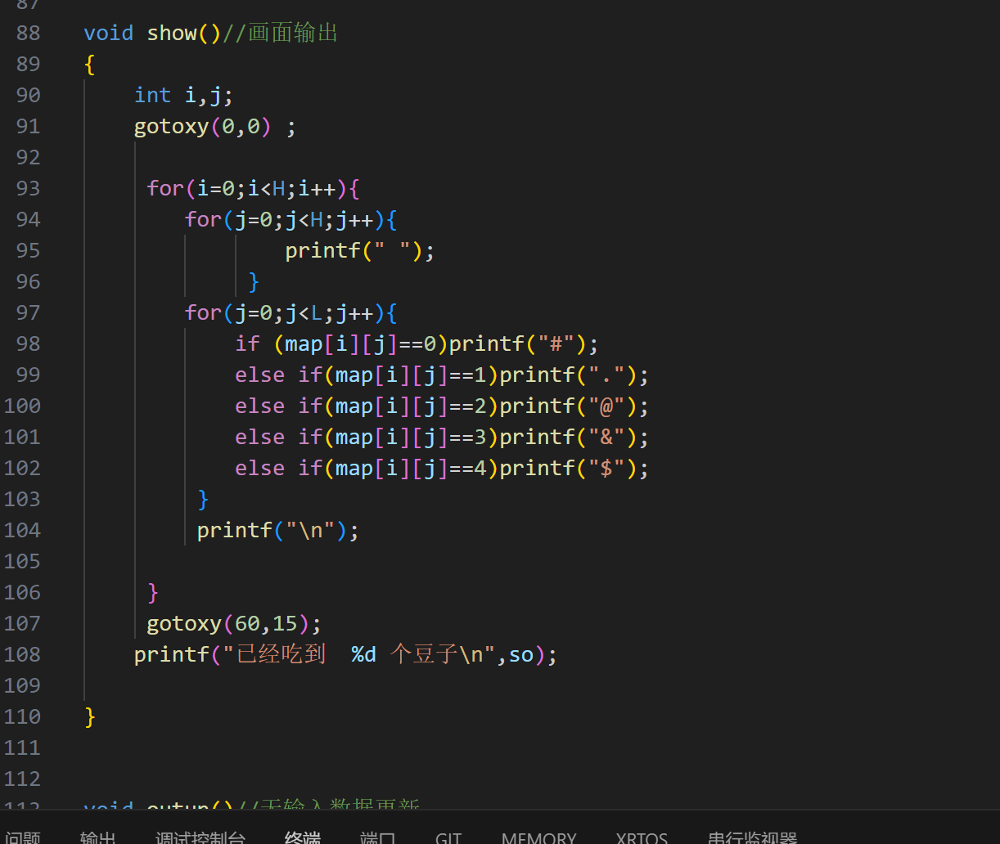 87
88 void show()//画面输出
89 {
90 int i,j;
91 gotoxy(0,0) ;
92
93 for(i=0;i<H;i++){
94 for(j=0;j<H;j++){
95 printf(" ");
96 }
97 for(j=0;j<L;j++){
98 if (map[i][j]==0)printf("#");
99 else if(map[i][j]==1)printf(".");
100 else if(map[i][j]==2)printf("@");
101 else if(map[i][j]==3)printf("&");
102 else if(map[i][j]==4)printf("$");
103 }
104 printf("\n");
105
106 }
107 gotoxy(60,15);
108 printf("已经吃到  %d 个豆子\n",so);
109
110 }
111
112
113 void outup()//无输入数据更新
问题 输出 调试控制台 终端 端口 GIT MEMORY XRTOS 串行监视器